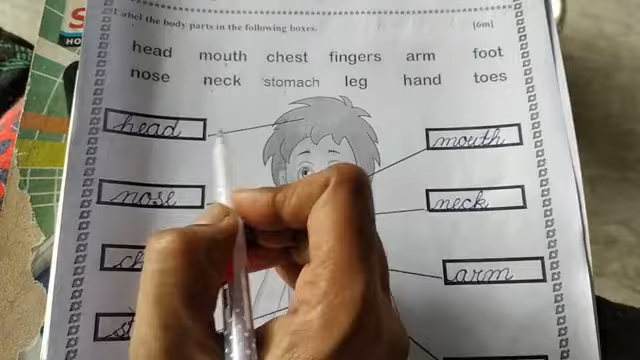 Label the body parts in the following boxes. [6m]
head mouth chest fingers arm foot
nose neck stomach leg hand toes
head
mouth
nose
neck
arm